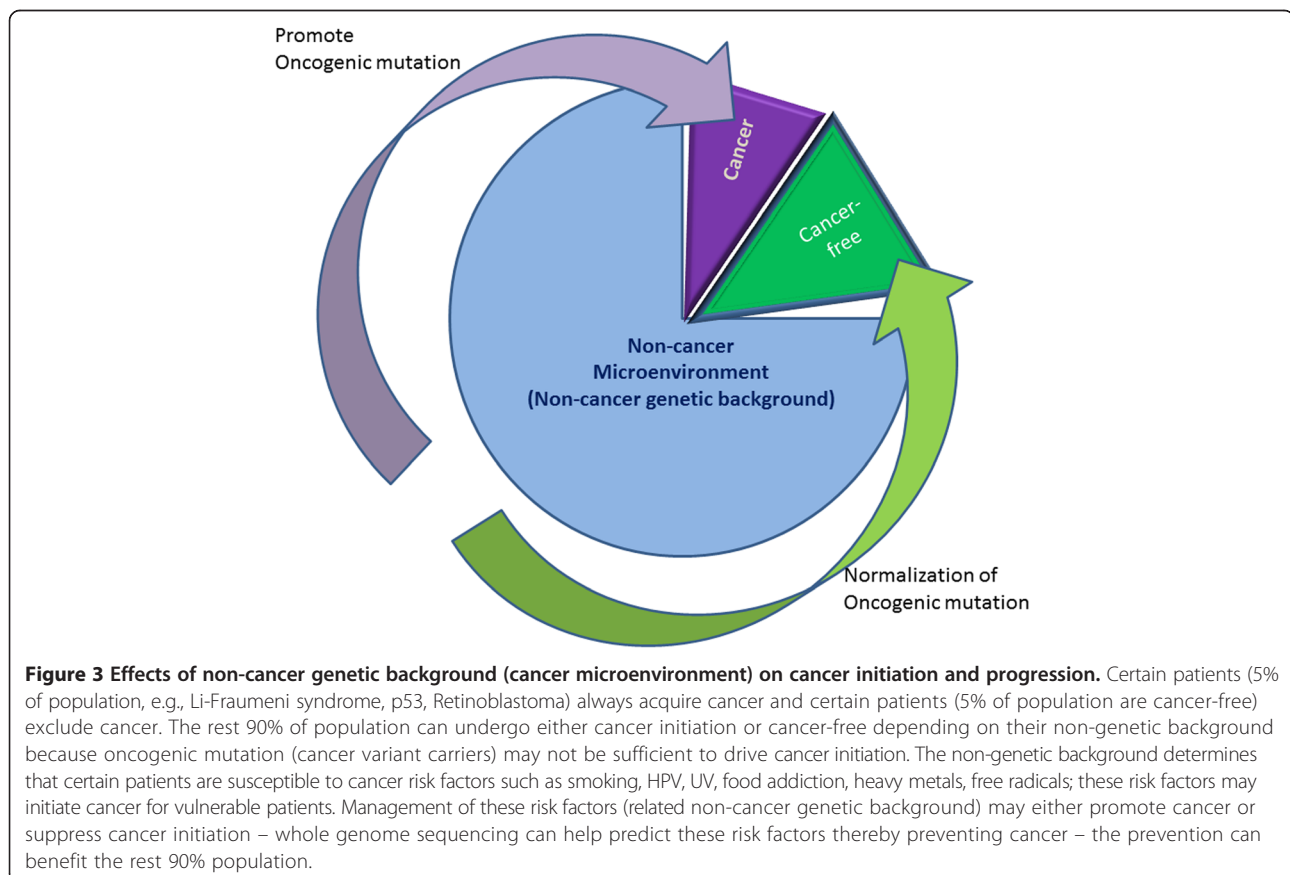 Promote
Oncogenic mutation
Cancer
Cancer-
free
Non-cancer
Microenvironment
(Non-cancer genetic background)
Normalization of
Oncogenic mutation
Figure 3 Effects of non-cancer genetic background (cancer microenvironment) on cancer initiation and progression. Certain patients (5%
of population, e.g., Li-Fraumeni syndrome, p53, Retinoblastoma) always acquire cancer and certain patients (5% of population are cancer-free)
exclude cancer. The rest 90% of population can undergo either cancer initiation or cancer-free depending on their non-genetic background
because oncogenic mutation (cancer variant carriers) may not be sufficient to drive cancer initiation. The non-genetic background determines
that certain patients are susceptible to cancer risk factors such as smoking, HPV, UV, food addiction, heavy metals, free radicals; these risk factors may
initiate cancer for vulnerable patients. Management of these risk factors (related non-cancer genetic background) may either promote cancer or
suppress cancer initiation – whole genome sequencing can help predict these risk factors thereby preventing cancer – the prevention can
benefit the rest 90% population.